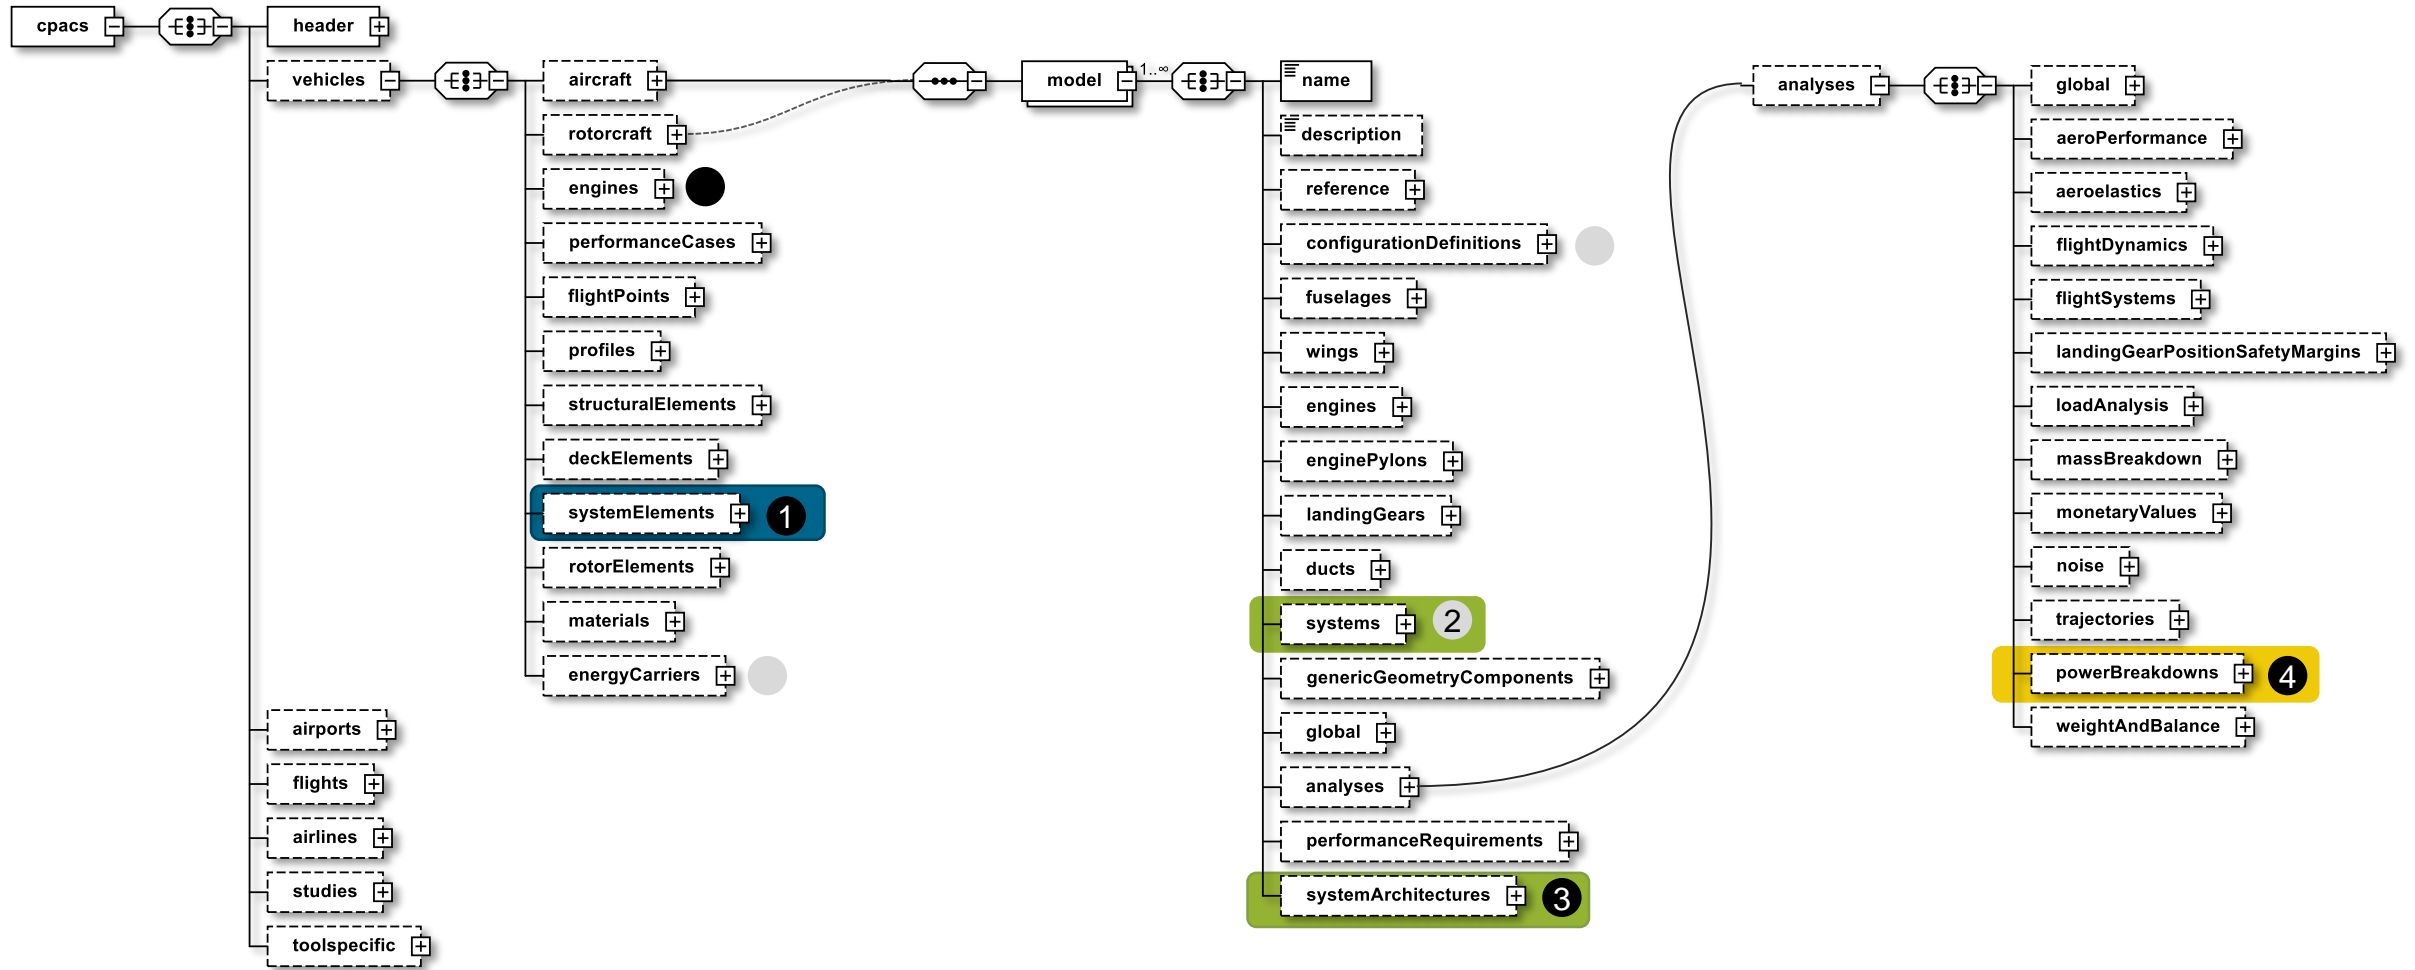 cpacs
header
vehicles
aircraft
rotorcraft
engines
performanceCases
flightPoints
profiles
structuralElements
deckElements
systemElements
1
rotorElements
materials
energyCarriers
airports
flights
airlines
studies
toolspecific
model
1..∞
name
description
reference
configurationDefinitions
fuselages
wings
engines
enginePylons
landingGears
ducts
systems
2
genericGeometryComponents
global
analyses
performanceRequirements
systemArchitectures
3
analyses
global
aeroPerformance
aeroelastics
flightDynamics
flightSystems
landingGearPositionSafetyMargins
loadAnalysis
massBreakdown
monetaryValues
noise
trajectories
powerBreakdowns
4
weightAndBalance